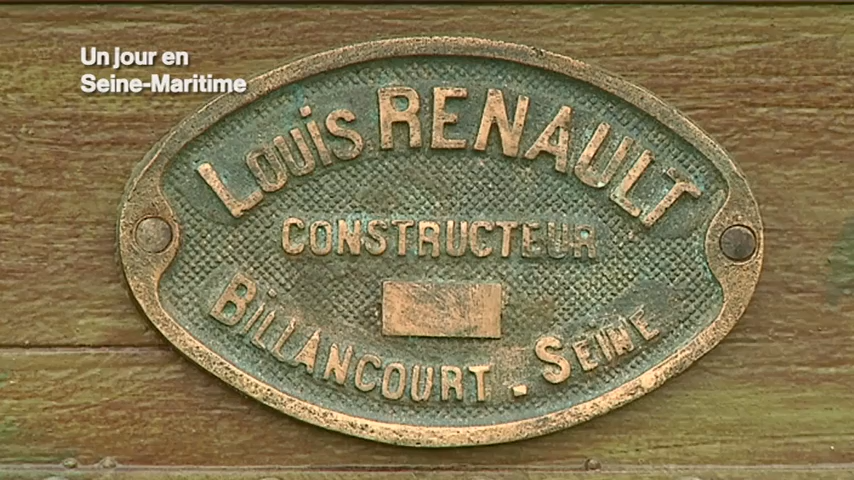 Un jour en
Seine-Maritime
Louis RENAULT
CONSTRUCTEUR
BILLANCOURT. SEINE